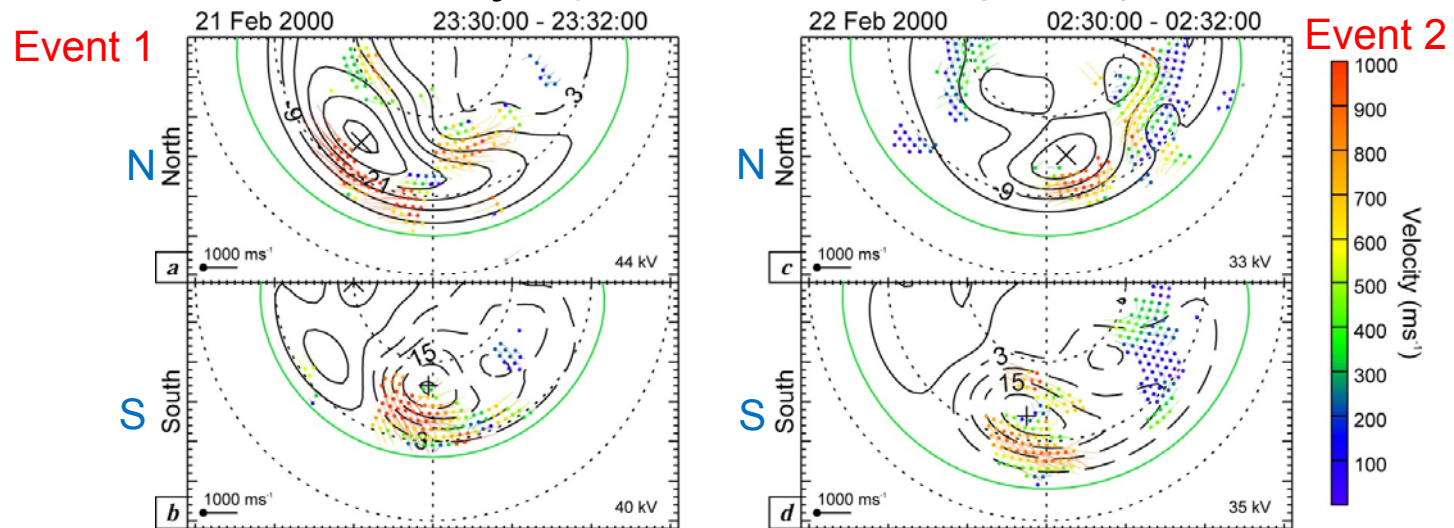 21 Feb 2000 23:30:00 - 23:32:00
22 Feb 2000 02:30:00 - 02:32:00
Event 1
Event 2
N North
-9
-21
3
1000 ms⁻¹
a
44 kV
N North
-9
1000 ms⁻¹
c
33 kV
S South
15
3
1000 ms⁻¹
b
40 kV
S South
3
15
1000 ms⁻¹
d
35 kV
1000
900
800
700
600
500
400
300
200
100
Velocity (ms⁻¹)